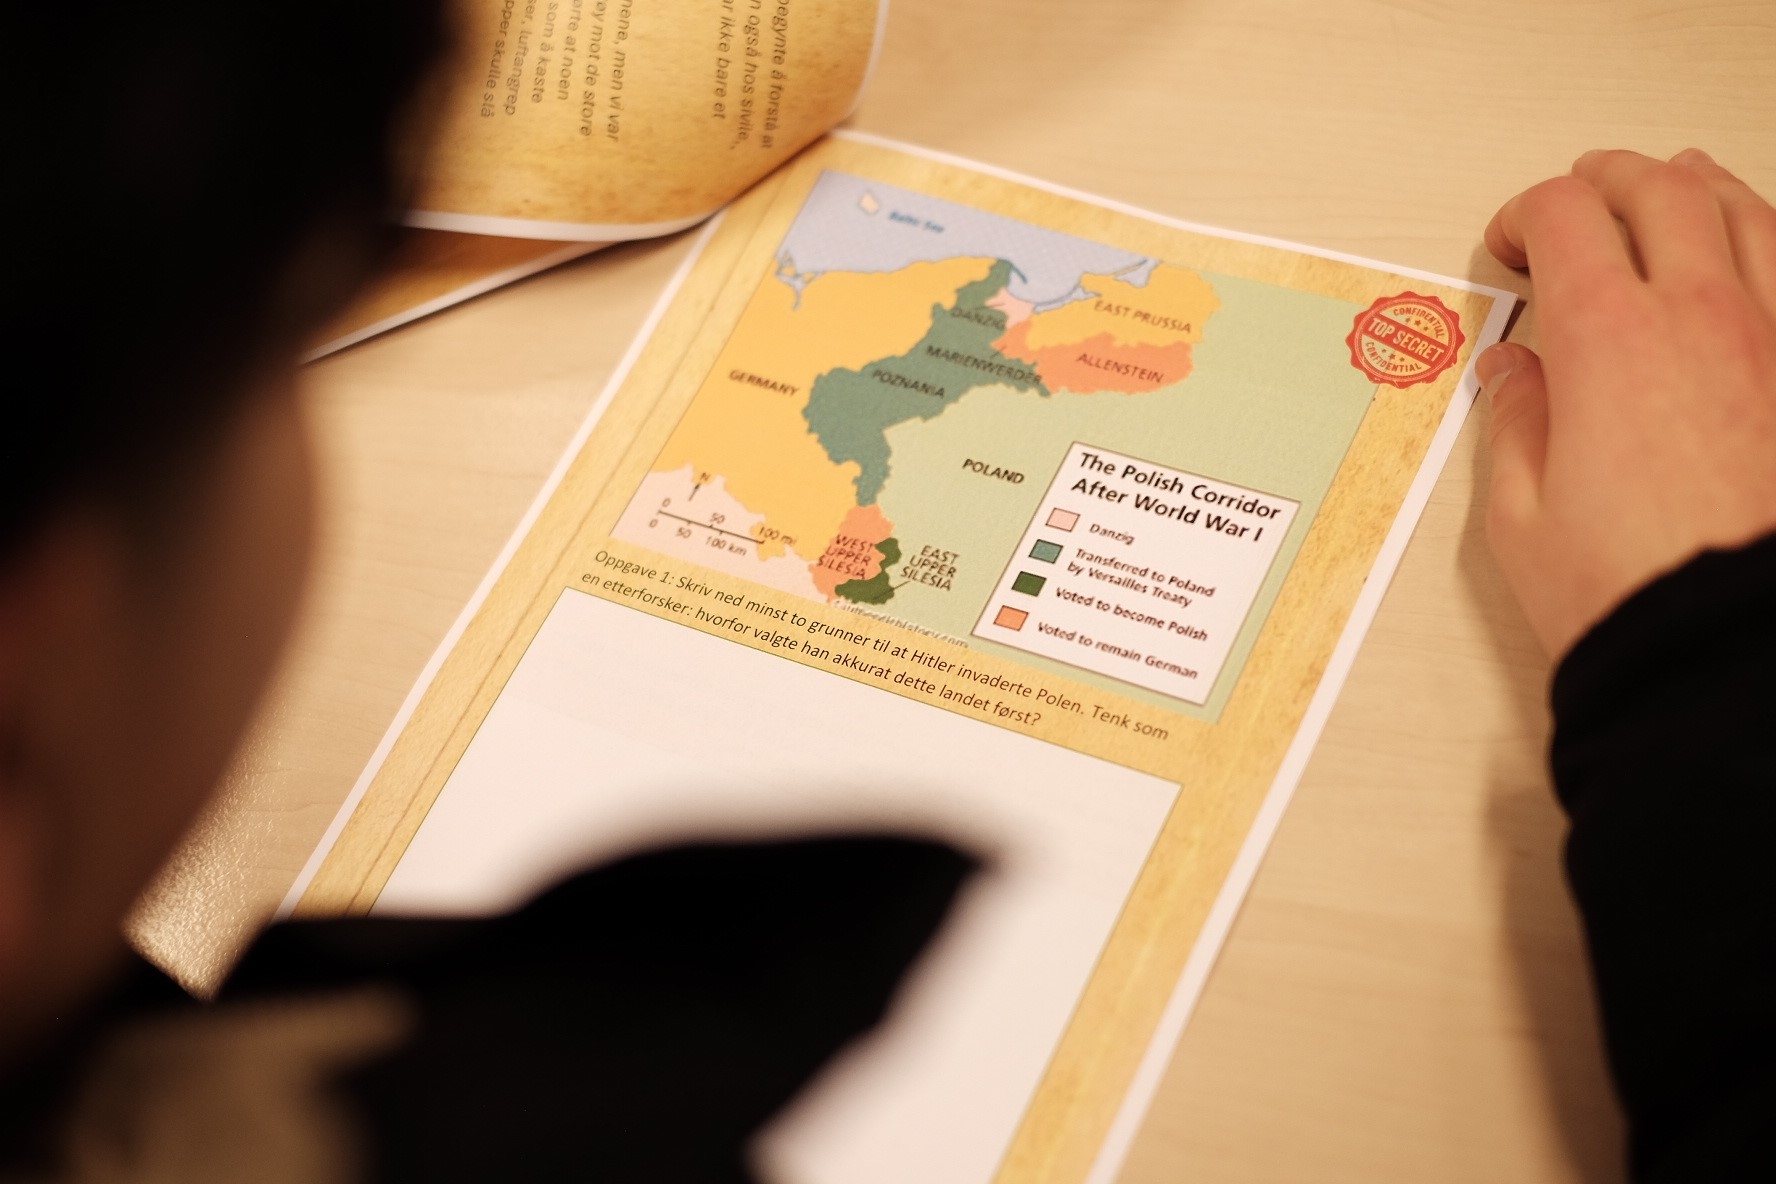 begynte å forstå at
n også hos sivile,
ar ikke bare et
nene, men vi var
øy mot de store
ørte at noen
som å kaste
ser, luftangrep
pper skulle slå
Baltic Sea
EAST PRUSSIA
DANZIG
MARIENWERDER
ALLENSTEIN
POZNANIA
GERMANY
POLAND
CONFIDENTIAL
TOP SECRET
CONFIDENTIAL
N
0 50 100 mi
0 50 100 km
WEST
UPPER
SILESIA
EAST
UPPER
SILESIA
The Polish Corridor
After World War I
Danzig
Transferred to Poland
by Versailles Treaty
Voted to become Polish
Voted to remain German
Oppgave 1: Skriv ned minst to grunner til at Hitler invaderte Polen. Tenk som
en etterforsker: hvorfor valgte han akkurat dette landet først?